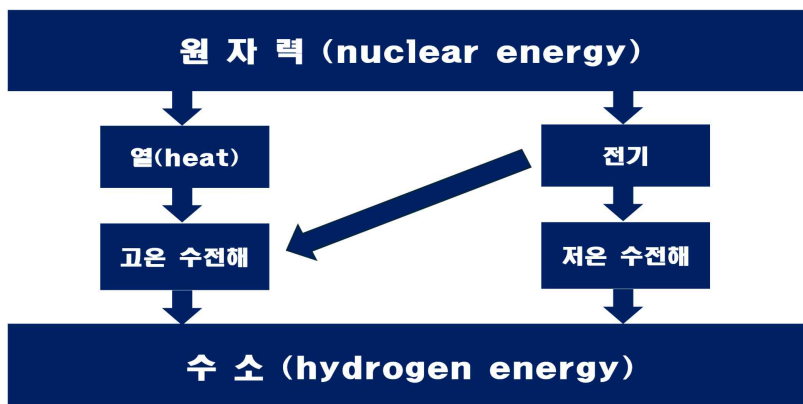 원 자 력 (nuclear energy)
열(heat)
전기
고온 수전해
저온 수전해
수 소 (hydrogen energy)